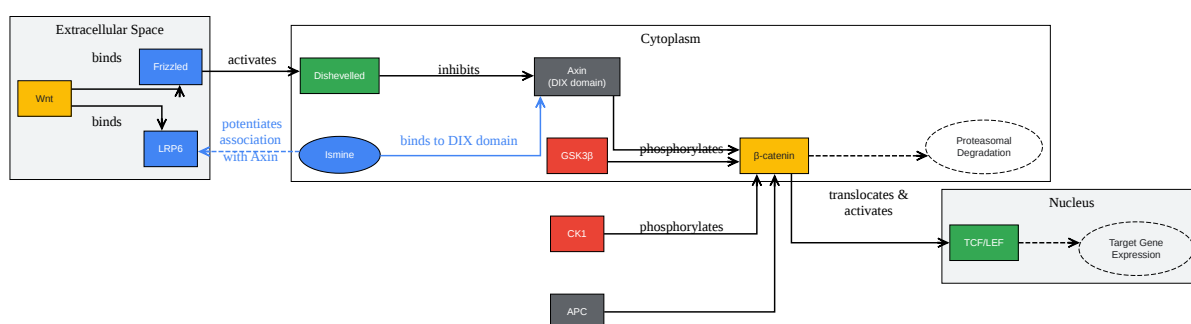 Extracellular Space
Cytoplasm
binds
Frizzled
activates
Dishevelled
inhibits
Axin
(DIX domain)
Wnt
binds
LRP6
potentiates
association
with Axin
Ismine
binds to DIX domain
GSK3β
phosphorylates
β-catenin
Proteasomal
Degradation
translocates &
activates
Nucleus
CK1
phosphorylates
TCF/LEF
Target Gene
Expression
APC